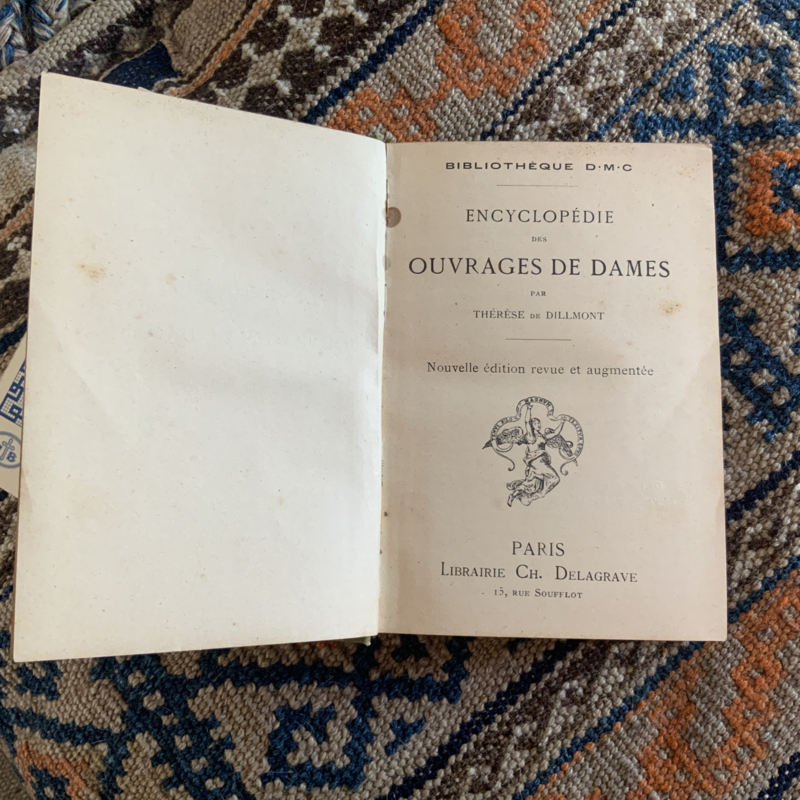 BIBLIOTHÈQUE D·M·C
ENCYCLOPÉDIE
DES
OUVRAGES DE DAMES
PAR
THÉRÈSE DE DILLMONT
Nouvelle édition revue et augmentée
PARIS
LIBRAIRIE CH. DELAGRAVE
15, RUE SOUFFLOT